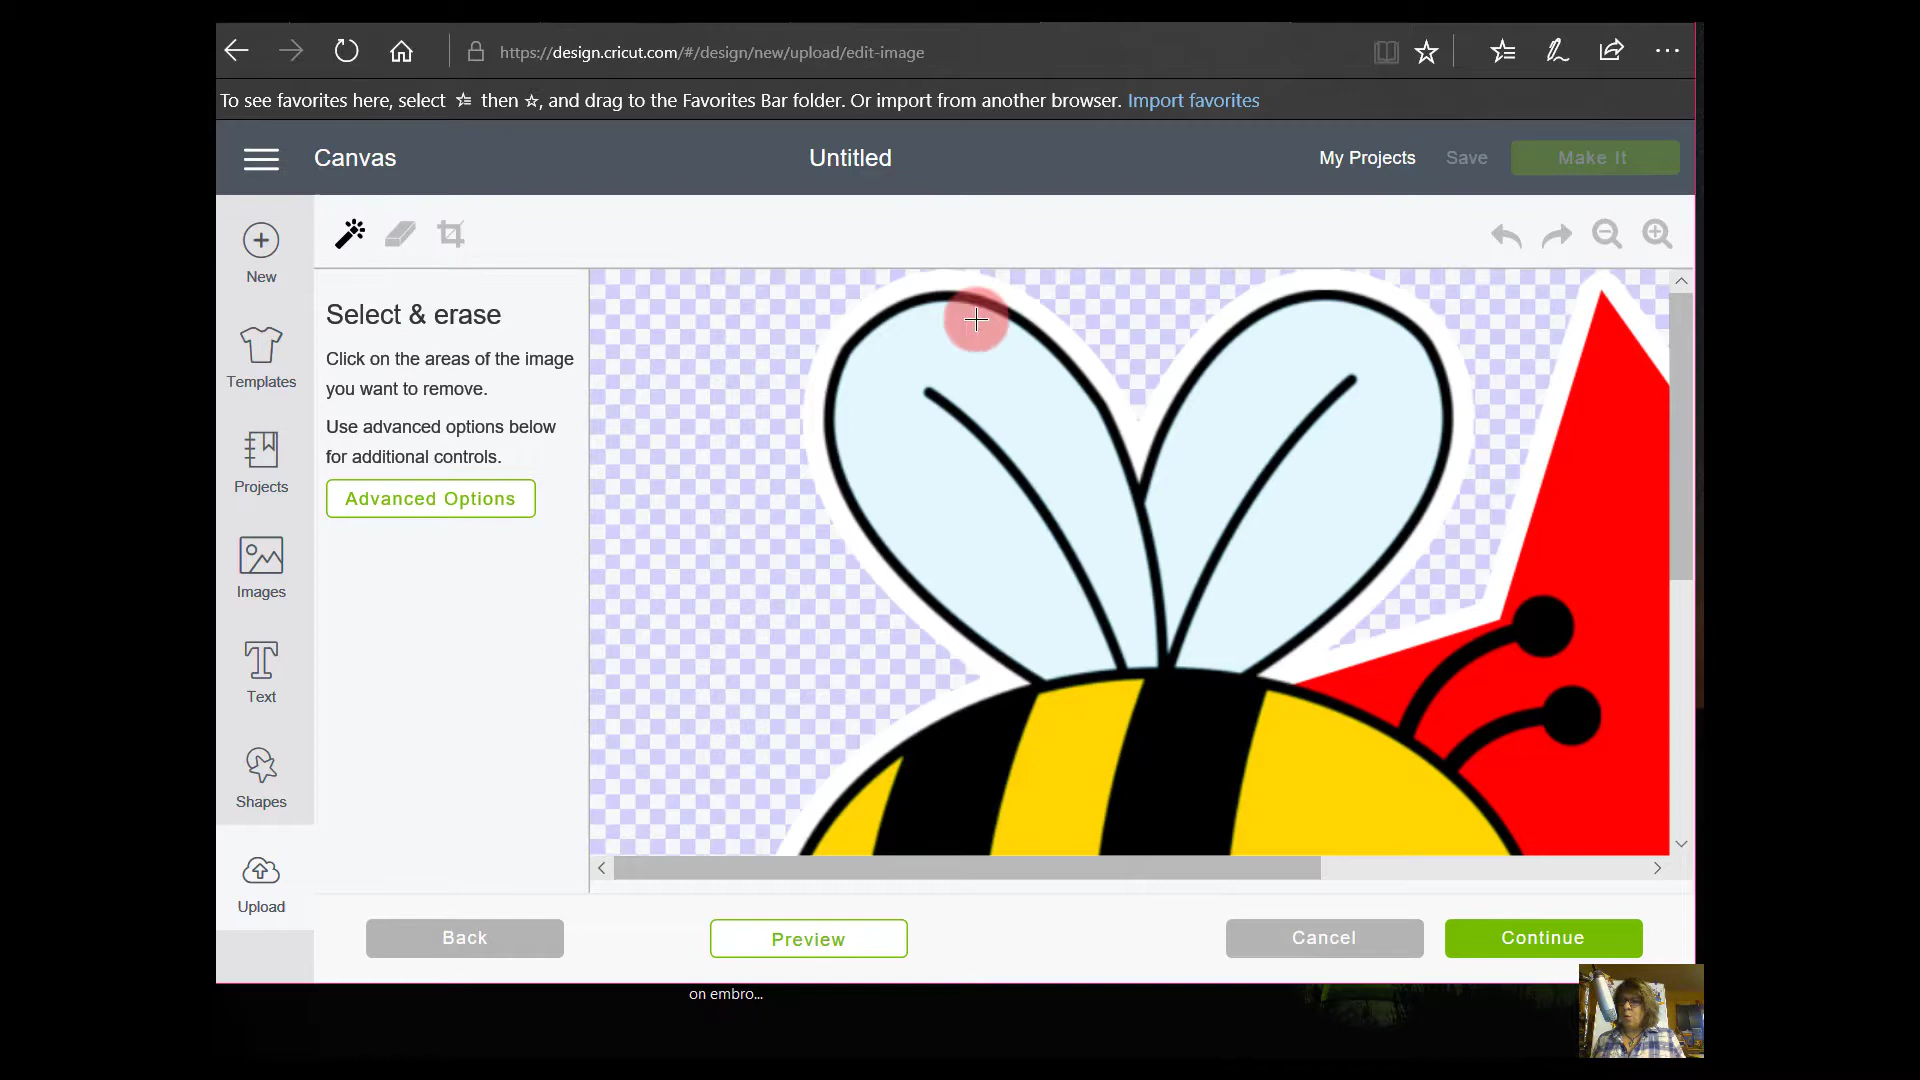 https://design.cricut.com/#/design/new/upload/edit-image
To see favorites here, select then , and drag to the Favorites Bar folder. Or import from another browser. Import favorites
Canvas
Untitled
My Projects
Save
Make It
New
Templates
Projects
Images
Text
Shapes
Upload
Select & erase
Click on the areas of the image
you want to remove.
Use advanced options below
for additional controls.
Advanced Options
Back
Preview
Cancel
Continue
on embro...